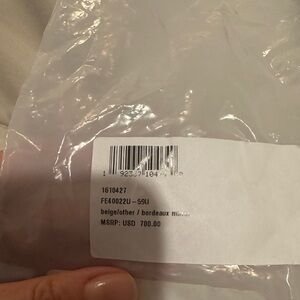 1610427
FE40022U-59U
beige/other / bordeaux
MSRP: USD 700.00